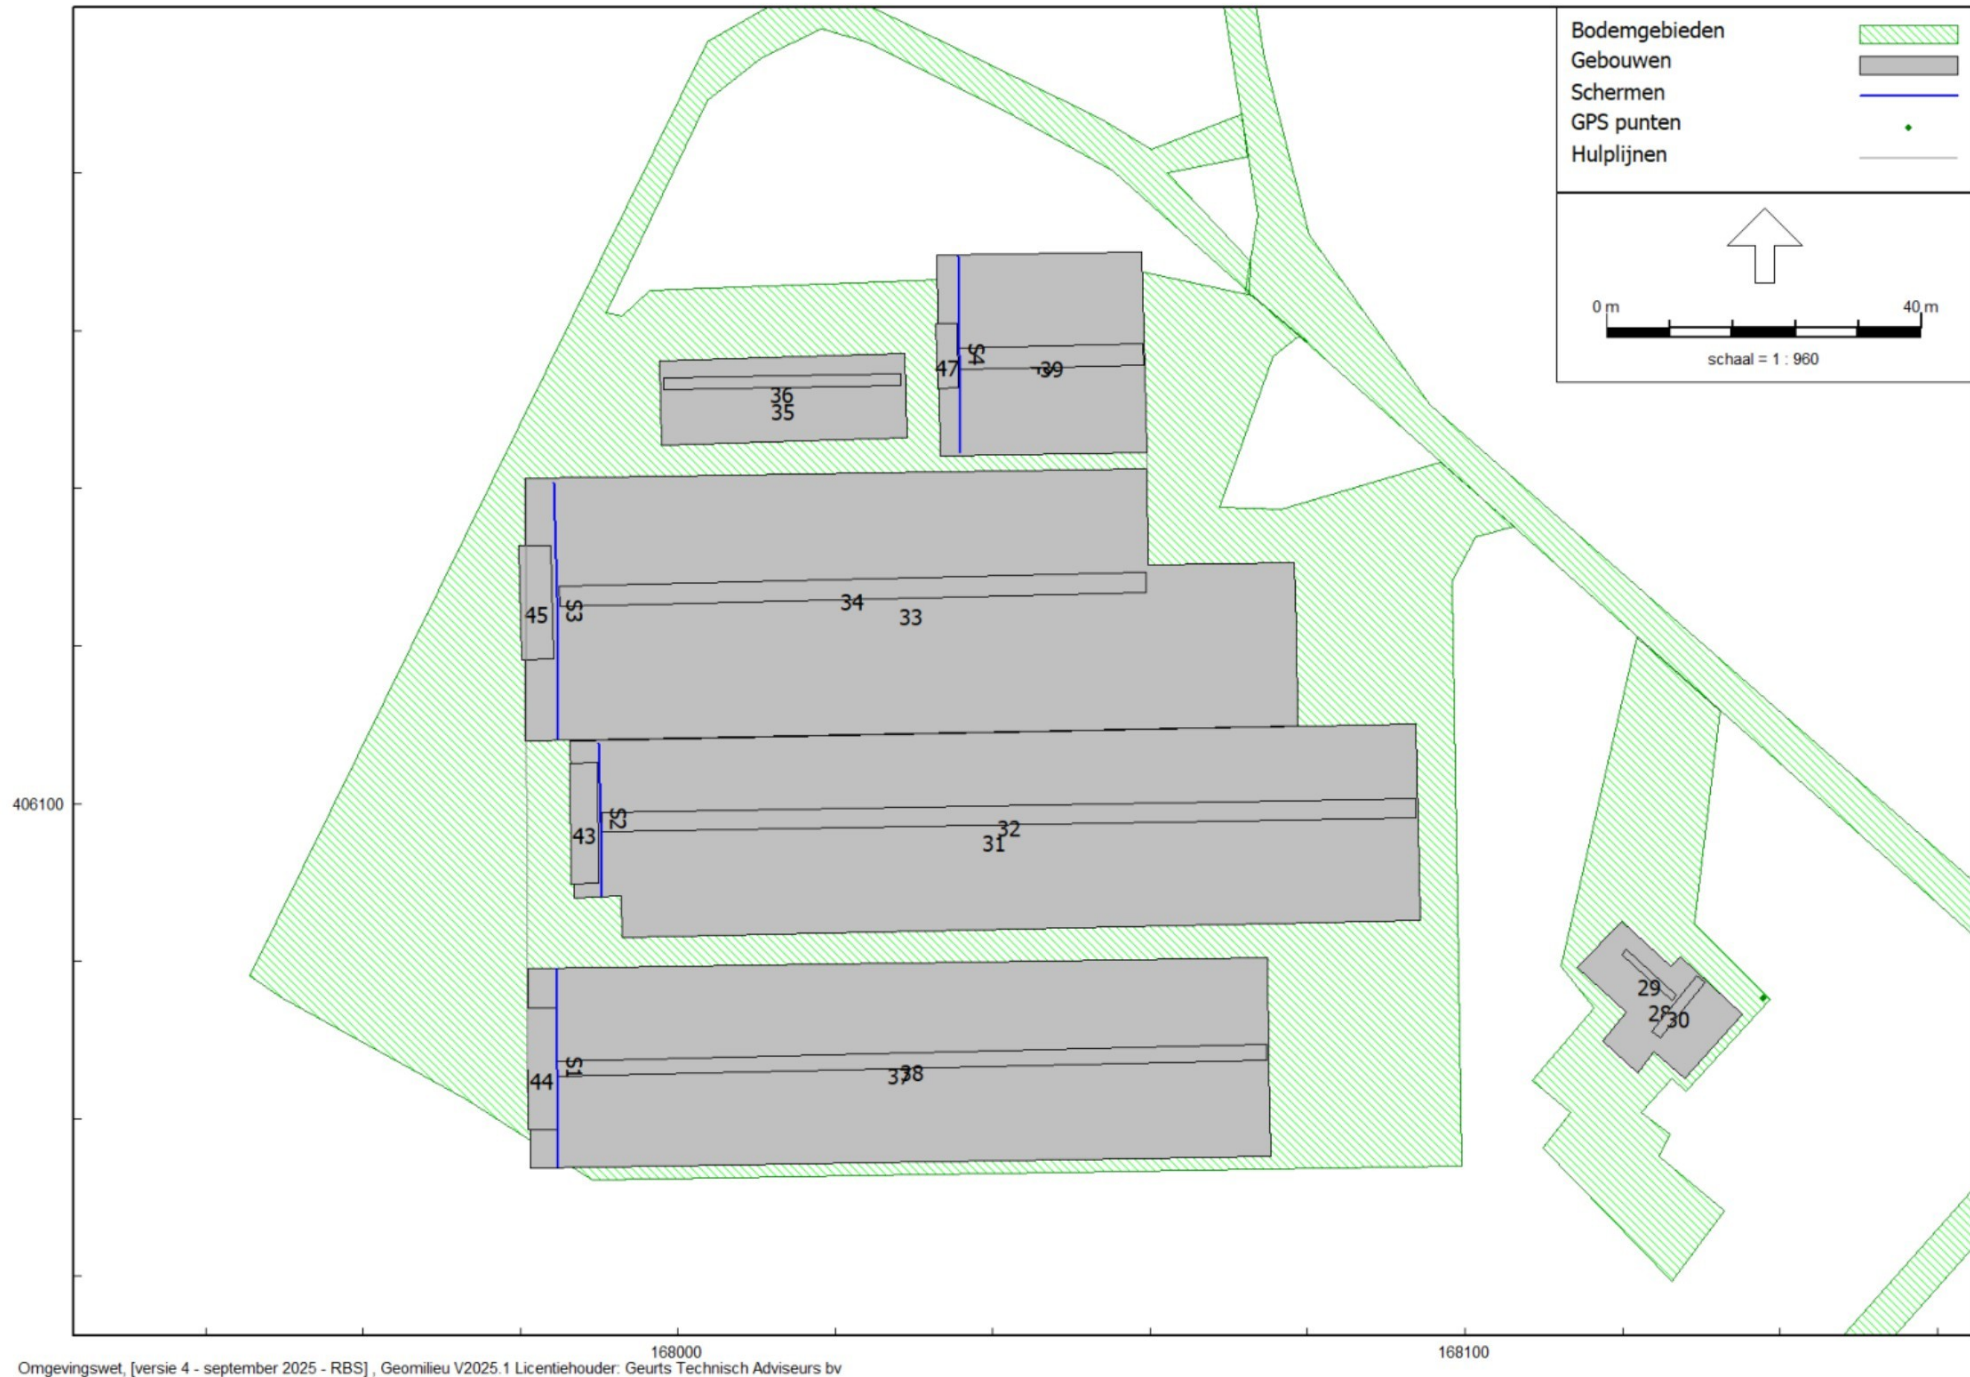 Bodemgebieden
Gebouwen
Schermen
GPS punten
Hulplijnen
0 m 40 m
schaal = 1 : 960
S4
47
39
36
35
34
33
45
S3
S2
32
43
31
406100
29
28
30
S1
44
37
38
168000 168100
Omgevingswet, [versie 4 - september 2025 - RBS] , Geomilieu V2025.1 Licentiehouder: Geurts Technisch Adviseurs bv